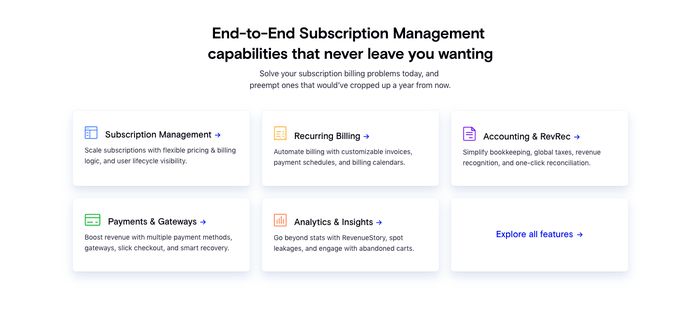 End-to-End Subscription Management
capabilities that never leave you wanting
Solve your subscription billing problems today, and
preempt ones that would've cropped up a year from now.
Subscription Management →
Scale subscriptions with flexible pricing & billing
logic, and user lifecycle visibility.
Recurring Billing →
Automate billing with customizable invoices,
payment schedules, and billing calendars.
Accounting & RevRec →
Simplify bookkeeping, global taxes, revenue
recognition, and one-click reconciliation.
Payments & Gateways →
Boost revenue with multiple payment methods,
gateways, slick checkout, and smart recovery.
Analytics & Insights →
Go beyond stats with RevenueStory, spot
leakages, and engage with abandoned carts.
Explore all features →